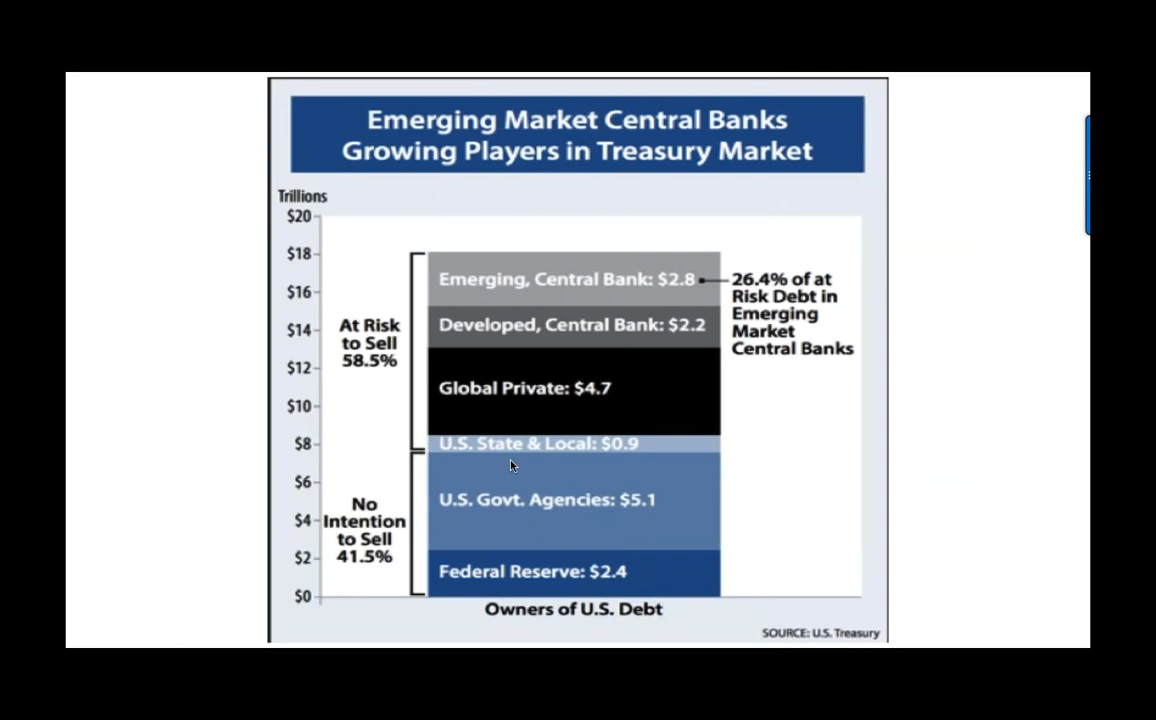 Emerging Market Central Banks
Growing Players in Treasury Market
Trillions
$20
$18
$16
$14
$12
$10
$8
$6
$4
$2
$0
At Risk
to Sell
58.5%
No
Intention
to Sell
41.5%
Emerging, Central Bank: $2.8
Developed, Central Bank: $2.2
Global Private: $4.7
U.S. State & Local: $0.9
U.S. Govt. Agencies: $5.1
Federal Reserve: $2.4
26.4% of at
Risk Debt in
Emerging
Market
Central Banks
Owners of U.S. Debt
SOURCE: U.S. Treasury